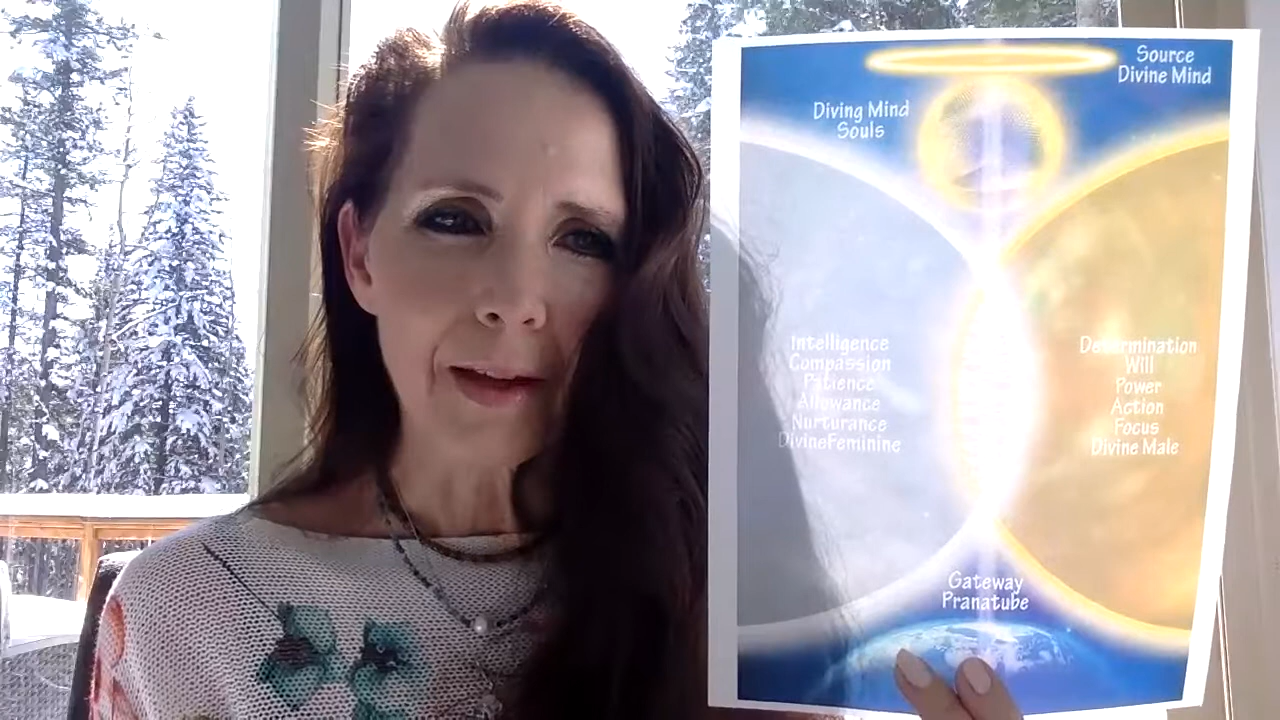 Source
Divine Mind
Diving Mind
Souls
Intelligence
Compassion
Patience
Allowance
Nurturance
DivineFeminine
Determination
Will
Power
Action
Focus
Divine Male
Gateway
Pranatube